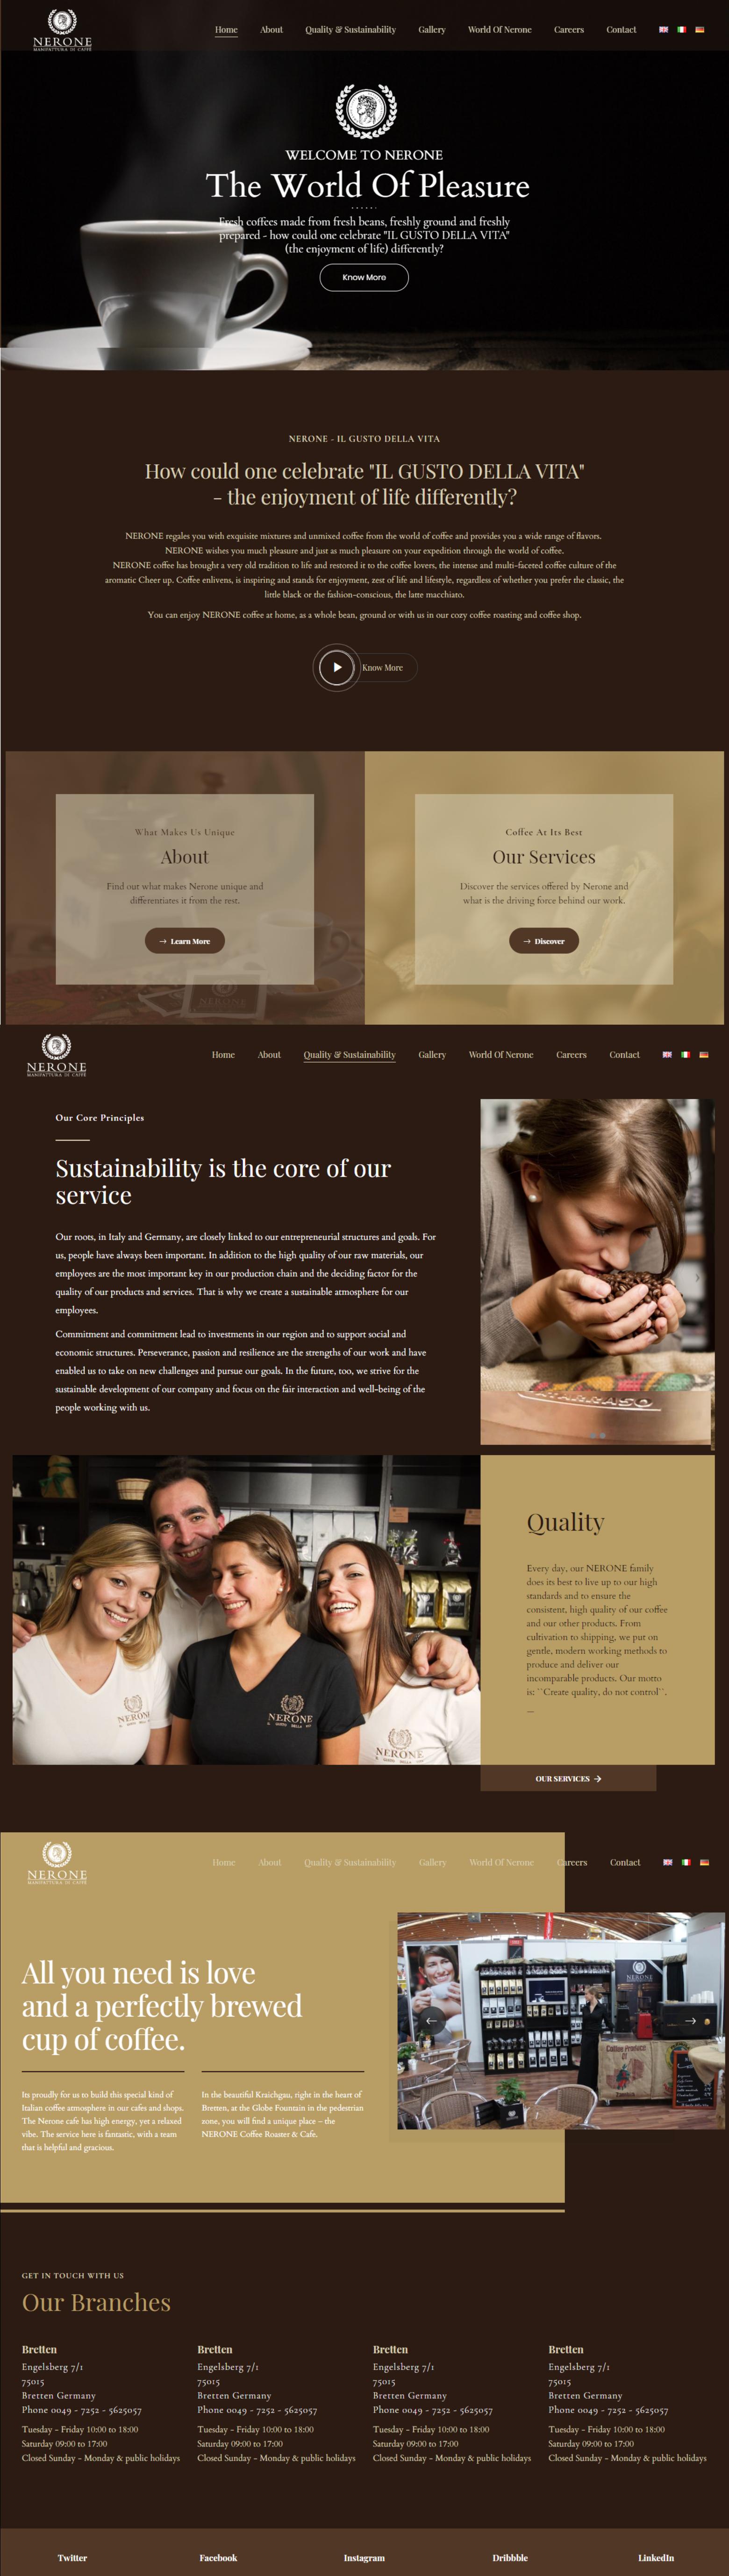 NERONE
MANIFATTURA DI CAFFÈ
Home About Quality & Sustainability Gallery World Of Nerone Careers Contact
WELCOME TO NERONE
The World Of Pleasure
Fresh coffees made from fresh beans, freshly ground and freshly
prepared - how could one celebrate "IL GUSTO DELLA VITA"
(the enjoyment of life) differently?
Know More
NERONE - IL GUSTO DELLA VITA
How could one celebrate "IL GUSTO DELLA VITA"
- the enjoyment of life differently?
NERONE regales you with exquisite mixtures and unmixed coffee from the world of coffee and provides you a wide range of flavors.
NERONE wishes you much pleasure and just as much pleasure on your expedition through the world of coffee.
NERONE coffee has brought a very old tradition to life and restored it to the coffee lovers, the intense and multi-faceted coffee culture of the
aromatic Cheer up. Coffee enlivens, is inspiring and stands for enjoyment, zest of life and lifestyle, regardless of whether you prefer the classic, the
little black or the fashion-conscious, the latte macchiato.
You can enjoy NERONE coffee at home, as a whole bean, ground or with us in our cozy coffee roasting and coffee shop.
Know More
What Makes Us Unique
About
Find out what makes Nerone unique and
differentiates it from the rest.
→ Learn More
NERONE
Coffee At Its Best
Our Services
Discover the services offered by Nerone and
what is the driving force behind our work.
→ Discover
NERONE
MANIFATTURA DI CAFFÈ
Home About Quality & Sustainability Gallery World Of Nerone Careers Contact
Our Core Principles
Sustainability is the core of our
service
Our roots, in Italy and Germany, are closely linked to our entrepreneurial structures and goals. For
us, people have always been important. In addition to the high quality of our raw materials, our
employees are the most important key in our production chain and the deciding factor for the
quality of our products and services. That is why we create a sustainable atmosphere for our
employees.
Commitment and commitment lead to investments in our region and to support social and
economic structures. Perseverance, passion and resilience are the strengths of our work and have
enabled us to take on new challenges and pursue our goals. In the future, too, we strive for the
sustainable development of our company and focus on the fair interaction and well-being of the
people working with us.
NERONE
NERONE
NERONE
Quality
Every day, our NERONE family
does its best to live up to our high
standards and to ensure the
consistent, high quality of our coffee
and our other products. From
cultivation to shipping, we put on
gentle, modern working methods to
produce and deliver our
incomparable products. Our motto
is: ``Create quality, do not control``.
—
OUR SERVICES →
NERONE
MANIFATTURA DI CAFFÈ
Home About Quality & Sustainability Gallery World Of Nerone Careers Contact
All you need is love
and a perfectly brewed
cup of coffee.
Its proudly for us to build this special kind of
Italian coffee atmosphere in our cafes and shops.
The Nerone cafe has high energy, yet a relaxed
vibe. The service here is fantastic, with a team
that is helpful and gracious.
In the beautiful Kraichgau, right in the heart of
Bretten, at the Globe Fountain in the pedestrian
zone, you will find a unique place – the
NERONE Coffee Roaster & Cafe.
NERONE
GET IN TOUCH WITH US
Our Branches
Bretten
Engelsberg 7/1
75015
Bretten Germany
Phone 0049 - 7252 - 5625057
Tuesday - Friday 10:00 to 18:00
Saturday 09:00 to 17:00
Closed Sunday - Monday & public holidays
Bretten
Engelsberg 7/1
75015
Bretten Germany
Phone 0049 - 7252 - 5625057
Tuesday - Friday 10:00 to 18:00
Saturday 09:00 to 17:00
Closed Sunday - Monday & public holidays
Bretten
Engelsberg 7/1
75015
Bretten Germany
Phone 0049 - 7252 - 5625057
Tuesday - Friday 10:00 to 18:00
Saturday 09:00 to 17:00
Closed Sunday - Monday & public holidays
Bretten
Engelsberg 7/1
75015
Bretten Germany
Phone 0049 - 7252 - 5625057
Tuesday - Friday 10:00 to 18:00
Saturday 09:00 to 17:00
Closed Sunday - Monday & public holidays
Twitter Facebook Instagram Dribbble LinkedIn